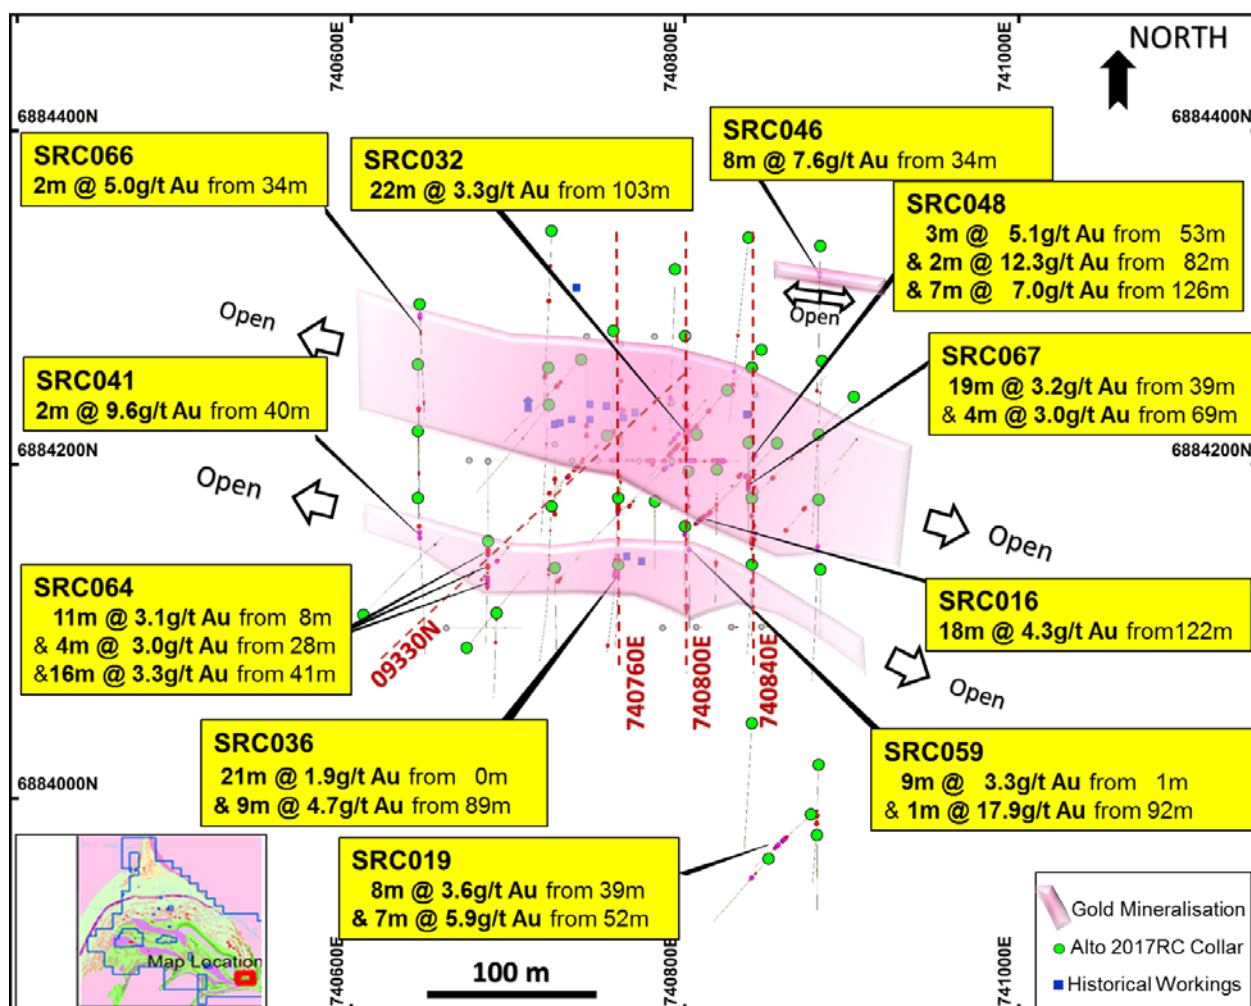 740600E
740800E
741000E
NORTH
6884400N
6884400N
SRC066
2m @ 5.0g/t Au from 34m
SRC032
22m @ 3.3g/t Au from 103m
SRC046
8m @ 7.6g/t Au from 34m
SRC048
3m @ 5.1g/t Au from 53m
& 2m @ 12.3g/t Au from 82m
& 7m @ 7.0g/t Au from 126m
Open
Open
SRC067
19m @ 3.2g/t Au from 39m
& 4m @ 3.0g/t Au from 69m
SRC041
2m @ 9.6g/t Au from 40m
6884200N
6884200N
Open
Open
SRC064
11m @ 3.1g/t Au from 8m
& 4m @ 3.0g/t Au from 28m
&16m @ 3.3g/t Au from 41m
SRC016
18m @ 4.3g/t Au from122m
09330N
740760E
740800E
740840E
Open
SRC036
21m @ 1.9g/t Au from 0m
& 9m @ 4.7g/t Au from 89m
SRC059
9m @ 3.3g/t Au from 1m
& 1m @ 17.9g/t Au from 92m
6884000N
6884000N
SRC019
8m @ 3.6g/t Au from 39m
& 7m @ 5.9g/t Au from 52m
Map Location
740600E
100 m
740800E
741000E
Gold Mineralisation
Alto 2017RC Collar
Historical Workings